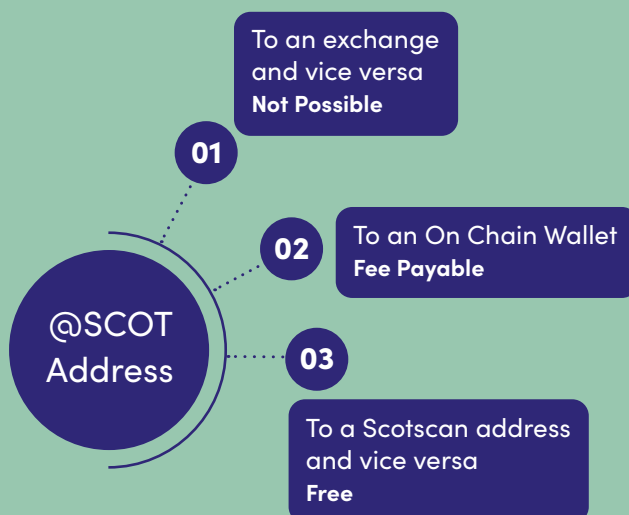 To an exchange
and vice versa
Not Possible
01
02
To an On Chain Wallet
Fee Payable
@SCOT
Address
03
To a Scotscan address
and vice versa
Free